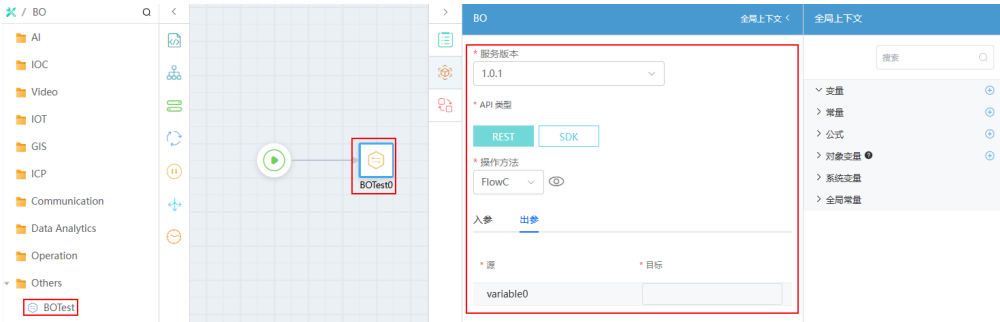 / BO
AI
IOC
Video
IOT
GIS
ICP
Communication
Data Analytics
Operation
Others
BOTest
BOTest0
BO
全局上下文
* 服务版本
1.0.1
* API 类型
REST
SDK
* 操作方法
FlowC
入参
出参
* 源
* 目标
variable0
全局上下文
搜索
变量
常量
公式
对象变量
系统变量
全局常量